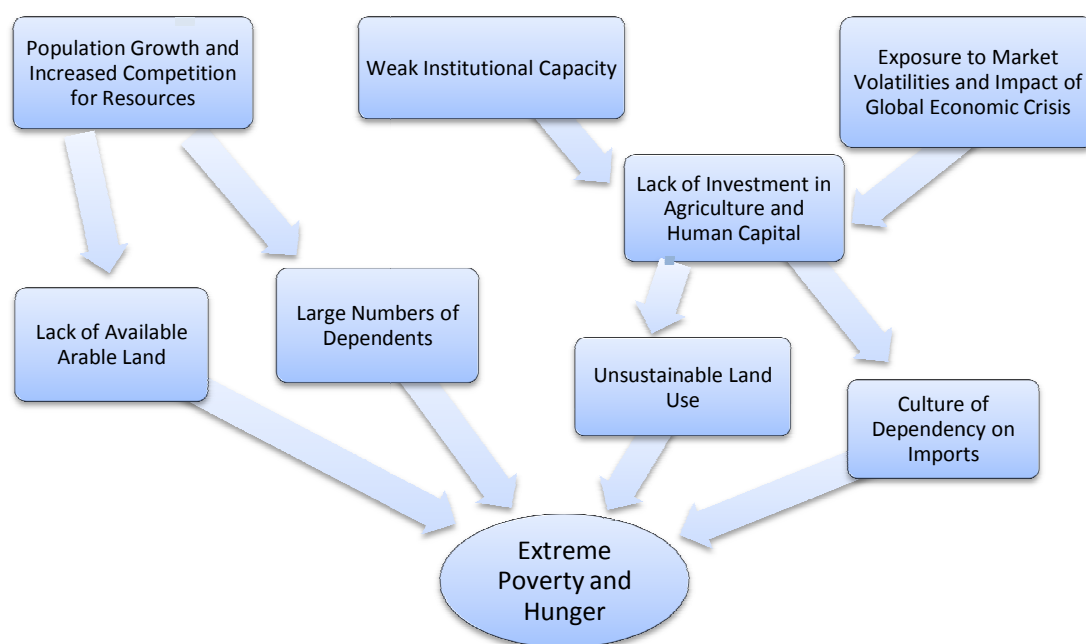 Population Growth and
Increased Competition
for Resources
Weak Institutional Capacity
Exposure to Market
Volatilities and Impact of
Global Economic Crisis
Lack of Investment in
Agriculture and
Human Capital
Lack of Available
Arable Land
Large Numbers of
Dependents
Unsustainable Land
Use
Culture of
Dependency on
Imports
Extreme
Poverty and
Hunger